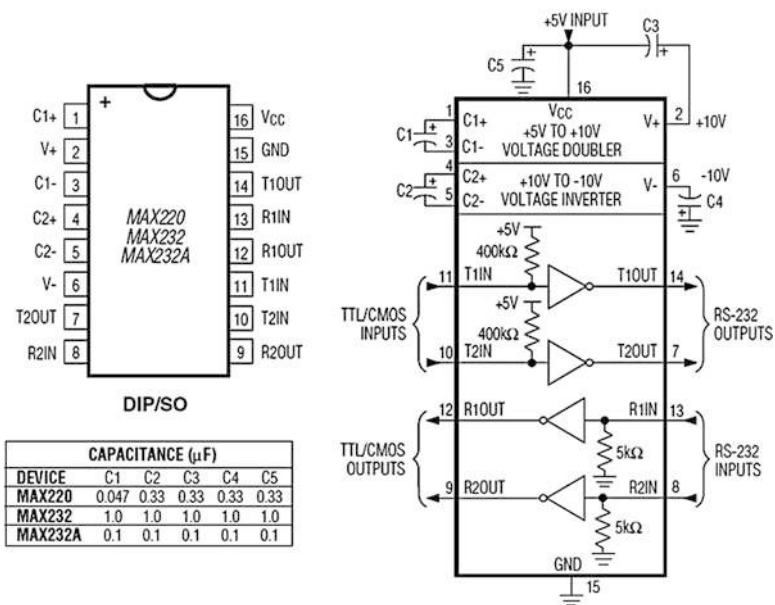 +
C1+ 1
V+ 2
C1- 3
C2+ 4
C2- 5
V- 6
T2OUT 7
R2IN 8
16 VCC
15 GND
14 T1OUT
13 R1IN
12 R1OUT
11 T1IN
10 T2IN
9 R2OUT
MAX220
MAX232
MAX232A
DIP/SO
CAPACITANCE (µF)
DEVICE C1 C2 C3 C4 C5
MAX220 0.047 0.33 0.33 0.33 0.33
MAX232 1.0 1.0 1.0 1.0 1.0
MAX232A 0.1 0.1 0.1 0.1 0.1
+5V INPUT
C3
+
+
C5
16
VCC
1
C1+
+
C1
3
C1-
+5V TO +10V
VOLTAGE DOUBLER
V+
2
+10V
4
C2+
+
C2
5
C2-
+10V TO -10V
VOLTAGE INVERTER
V-
6
-10V
+
C4
+5V
400kΩ
11 T1IN
T1OUT 14
+5V
400kΩ
10 T2IN
T2OUT 7
TTL/CMOS
INPUTS
RS-232
OUTPUTS
12 R1OUT
R1IN 13
5kΩ
9 R2OUT
R2IN 8
5kΩ
TTL/CMOS
OUTPUTS
RS-232
INPUTS
GND
15